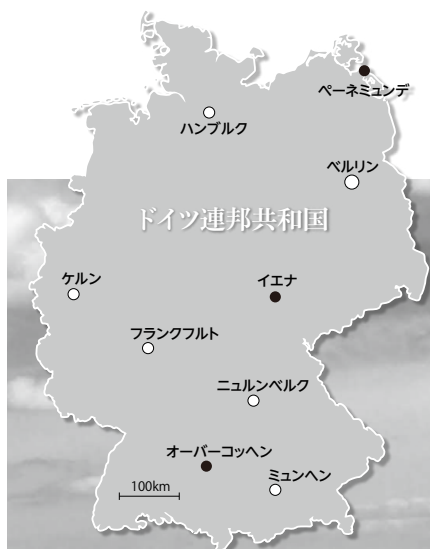 ペーネミュンデ
ハンブルク
ベルリン
ドイツ連邦共和国
ケルン
イエナ
フランクフルト
ニュルンベルク
オーバーコッヘン
ミュンヘン
100km